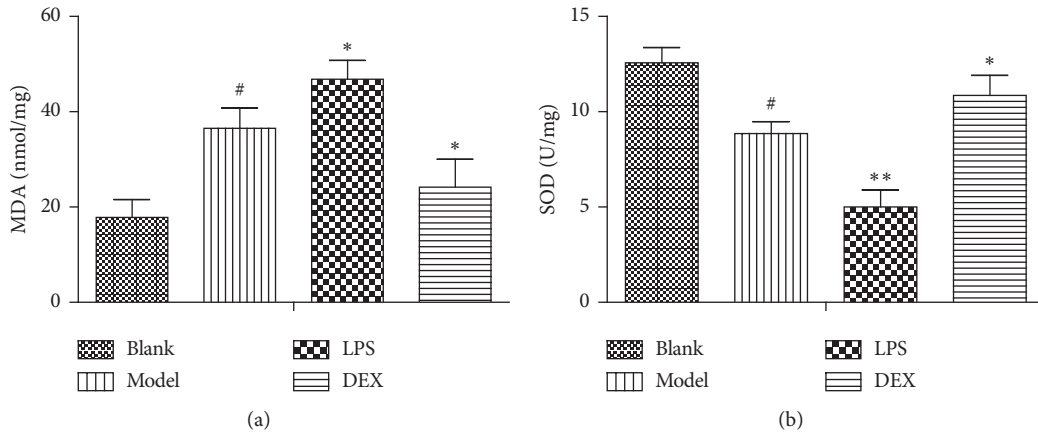 60
40
20
0
MDA (nmol/mg)
#
*
*
Blank
LPS
Model
DEX
(a)
15
10
5
0
SOD (U/mg)
#
**
*
Blank
LPS
Model
DEX
(b)